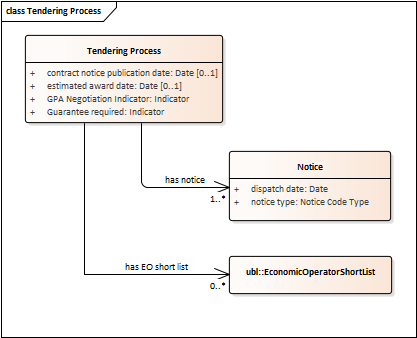 class Tendering Process
Tendering Process
+ contract notice publication date: Date [0..1]
+ estimated award date: Date [0..1]
+ GPA Negotiation Indicator: Indicator
+ Guarantee required: Indicator
has notice
1..*
Notice
+ dispatch date: Date
+ notice type: Notice Code Type
has EO short list
0..*
ubl::EconomicOperatorShortList